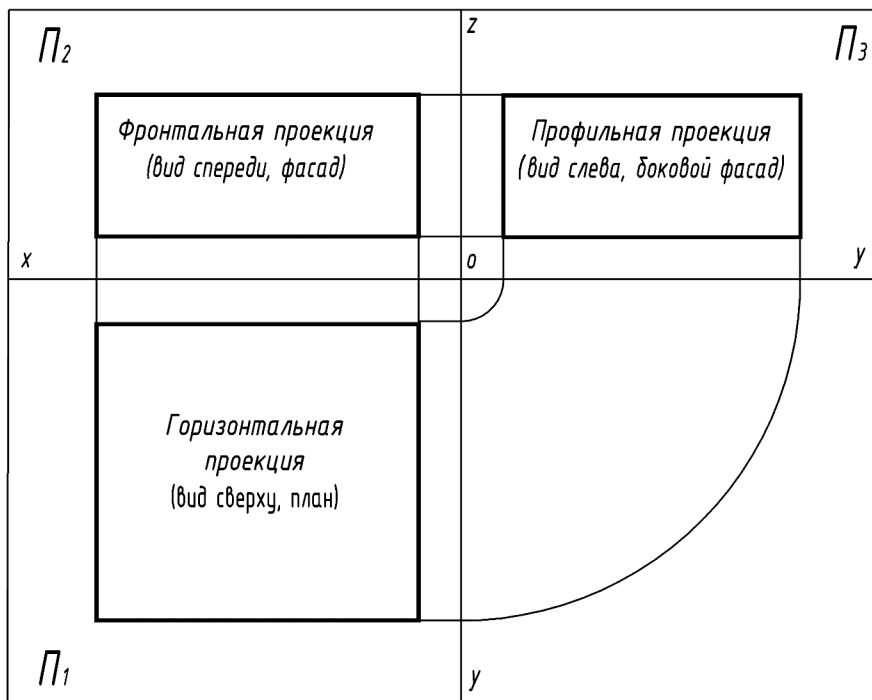 П2
z
П3
Фронтальная проекция
(вид спереди, фасад)
Профильная проекция
(вид слева, боковой фасад)
x
o
y
Горизонтальная
проекция
(вид сверху, план)
П1
y